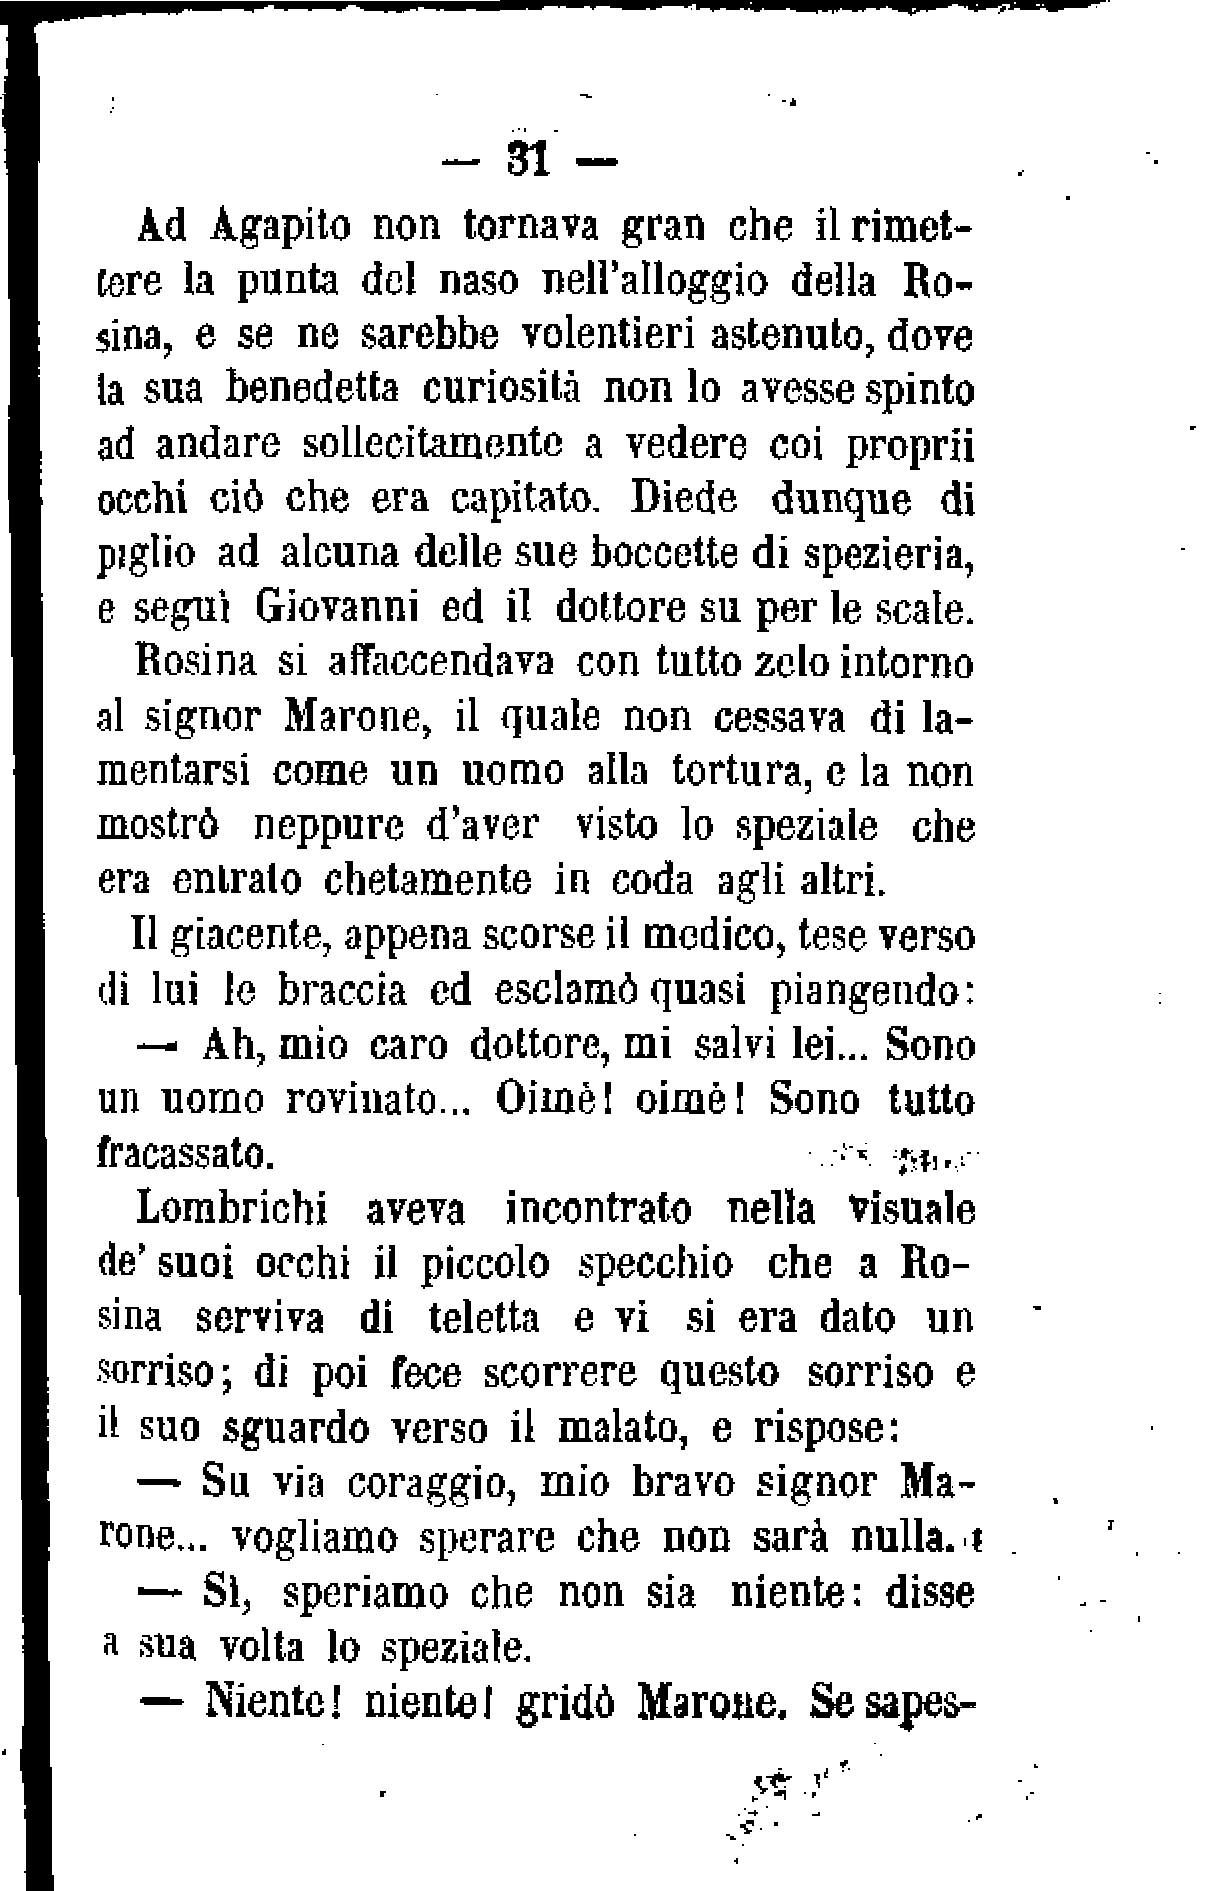 — 31 —
Ad Agapito non tornava gran che il rimet-
tere la punta del naso nell'alloggio della Ro-
sina, e se ne sarebbe volentieri astenuto, dove
la sua benedetta curiosità non lo avesse spinto
ad andare sollecitamente a vedere coi proprii
occhi ciò che era capitato. Diede dunque di
piglio ad alcuna delle sue boccette di spezieria,
e seguì Giovanni ed il dottore su per le scale.
Rosina si affaccendava con tutto zelo intorno
al signor Marone, il quale non cessava di la-
mentarsi come un uomo alla tortura, e la non
mostrò neppure d'aver visto lo speziale che
era entrato chetamente in coda agli altri.
Il giacente, appena scorse il medico, tese verso
di lui le braccia ed esclamò quasi piangendo:
— Ah, mio caro dottore, mi salvi lei... Sono
un uomo rovinato... Oimè! oimè! Sono tutto
fracassato.
Lombrichi aveva incontrato nella visuale
de' suoi occhi il piccolo specchio che a Ro-
sina serviva di teletta e vi si era dato un
sorriso; di poi fece scorrere questo sorriso e
il suo sguardo verso il malato, e rispose:
— Su via coraggio, mio bravo signor Ma-
rone... vogliamo sperare che non sarà nulla.
— Sì, speriamo che non sia niente: disse
a sua volta lo speziale.
— Niente! niente! gridò Marone. Se sapes-